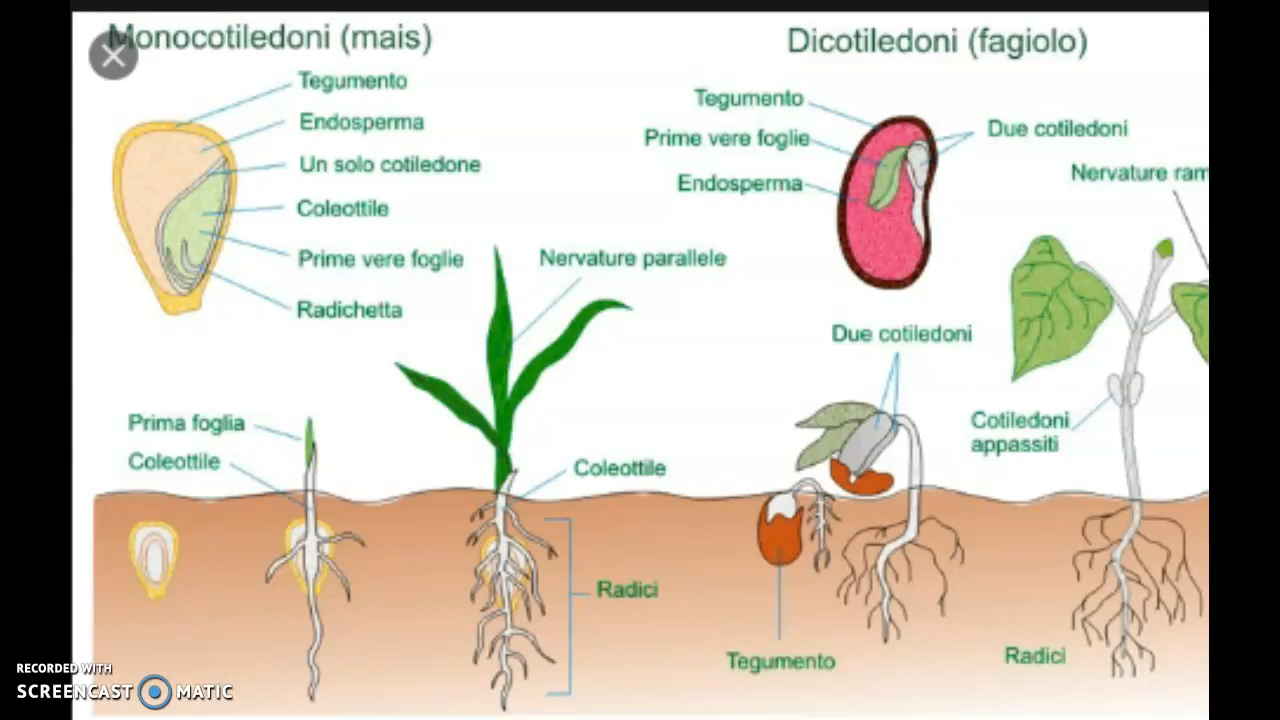 Monocotiledoni (mais)
Tegumento
Endosperma
Un solo cotiledone
Coleottile
Prime vere foglie
Radichetta
Nervature parallele
Prima foglia
Coleottile
Coleottile
Radici
Dicotiledoni (fagiolo)
Tegumento
Prime vere foglie
Endosperma
Due cotiledoni
Nervature ram
Due cotiledoni
Cotiledoni
appassiti
Tegumento
Radici
RECORDED WITH
SCREENCAST MATIC